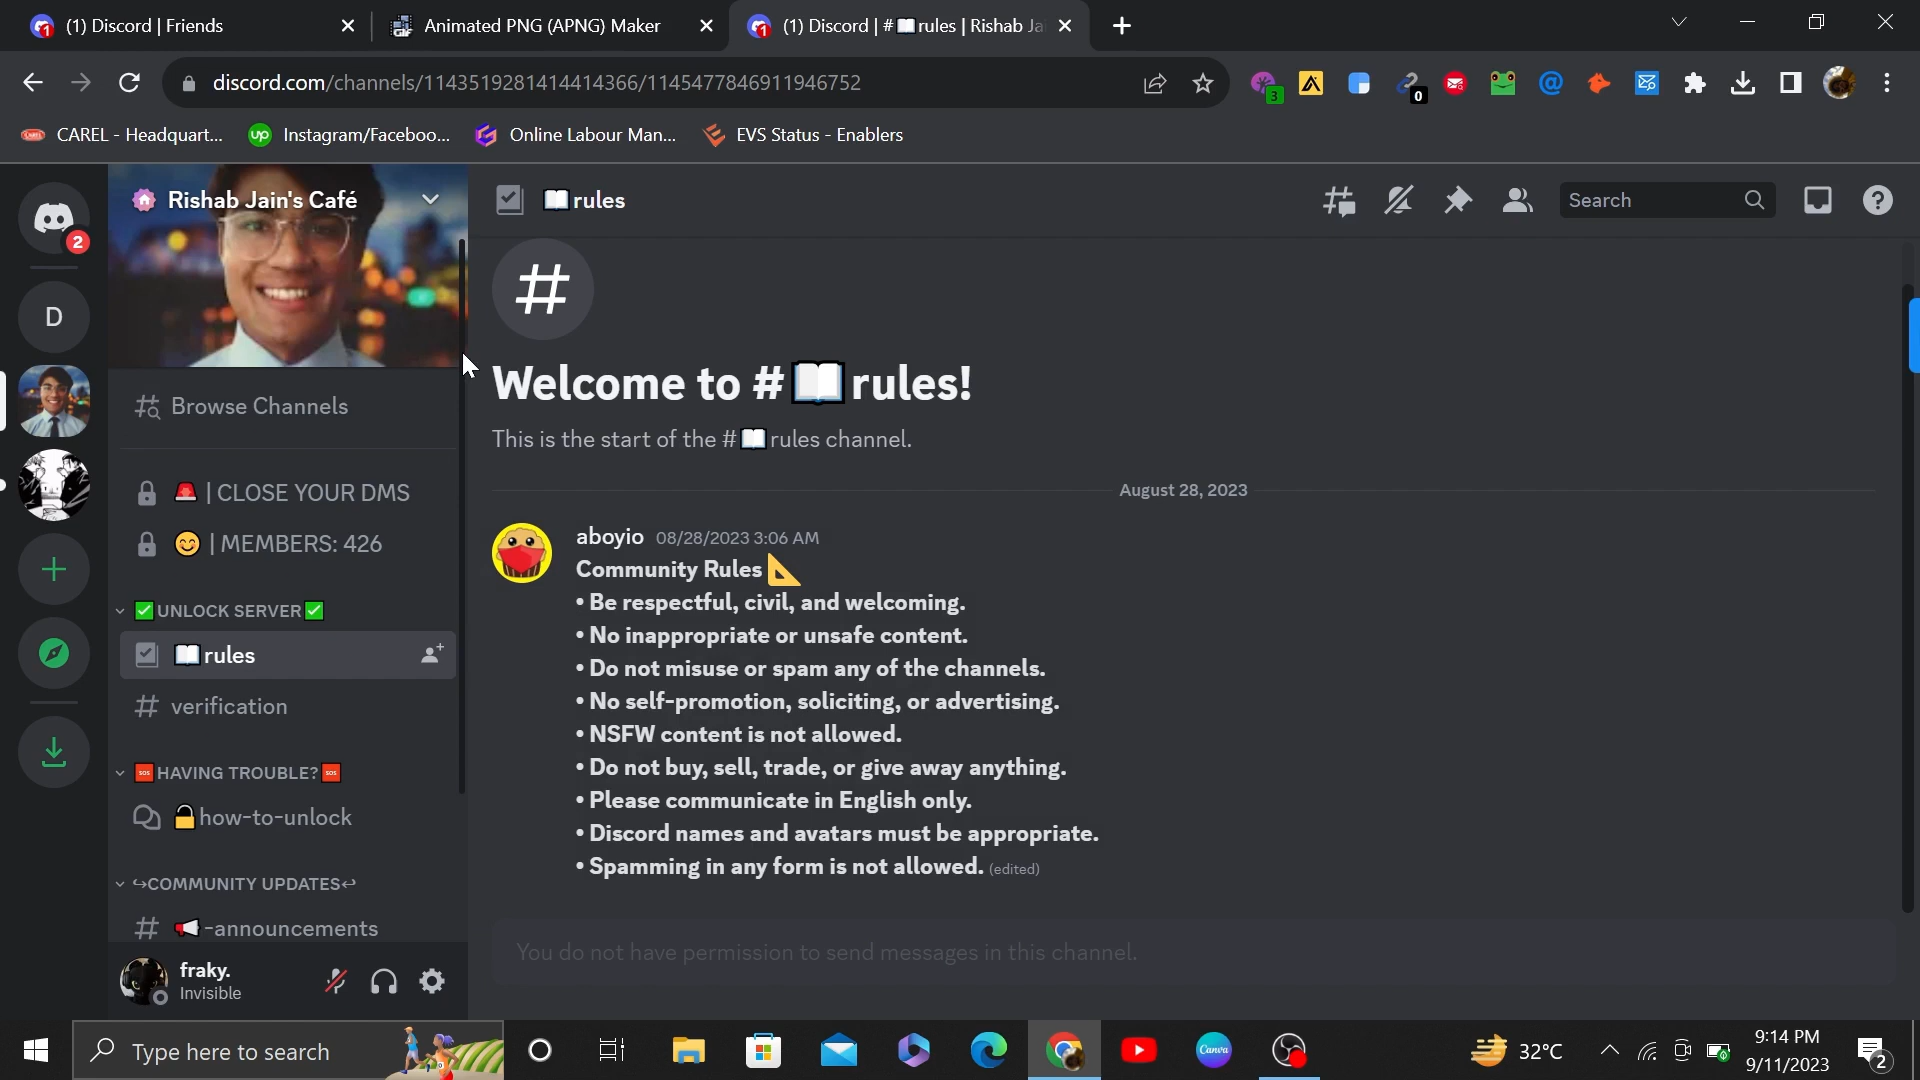 (1) Discord | Friends
Animated PNG (APNG) Maker
(1) Discord | #📖rules | Rishab Ja
discord.com/channels/1143519281414414366/1145477846911946752
3
0
CAREL - Headquart...
up
Instagram/Faceboo...
Online Labour Man...
EVS Status - Enablers
2
D
Rishab Jain's Café
Browse Channels
🚨 | CLOSE YOUR DMS
😊 | MEMBERS: 426
✅UNLOCK SERVER✅
📖rules
verification
🆘HAVING TROUBLE?🆘
🔒how-to-unlock
↪COMMUNITY UPDATES↩
📢-announcements
fraky.
Invisible
📖rules
Search
Welcome to #📖rules!
This is the start of the #📖rules channel.
August 28, 2023
aboyio 08/28/2023 3:06 AM
Community Rules📐
• Be respectful, civil, and welcoming.
• No inappropriate or unsafe content.
• Do not misuse or spam any of the channels.
• No self-promotion, soliciting, or advertising.
• NSFW content is not allowed.
• Do not buy, sell, trade, or give away anything.
• Please communicate in English only.
• Discord names and avatars must be appropriate.
• Spamming in any form is not allowed. (edited)
You do not have permission to send messages in this channel.
Type here to search
Canva
32°C
9:14 PM
9/11/2023
2